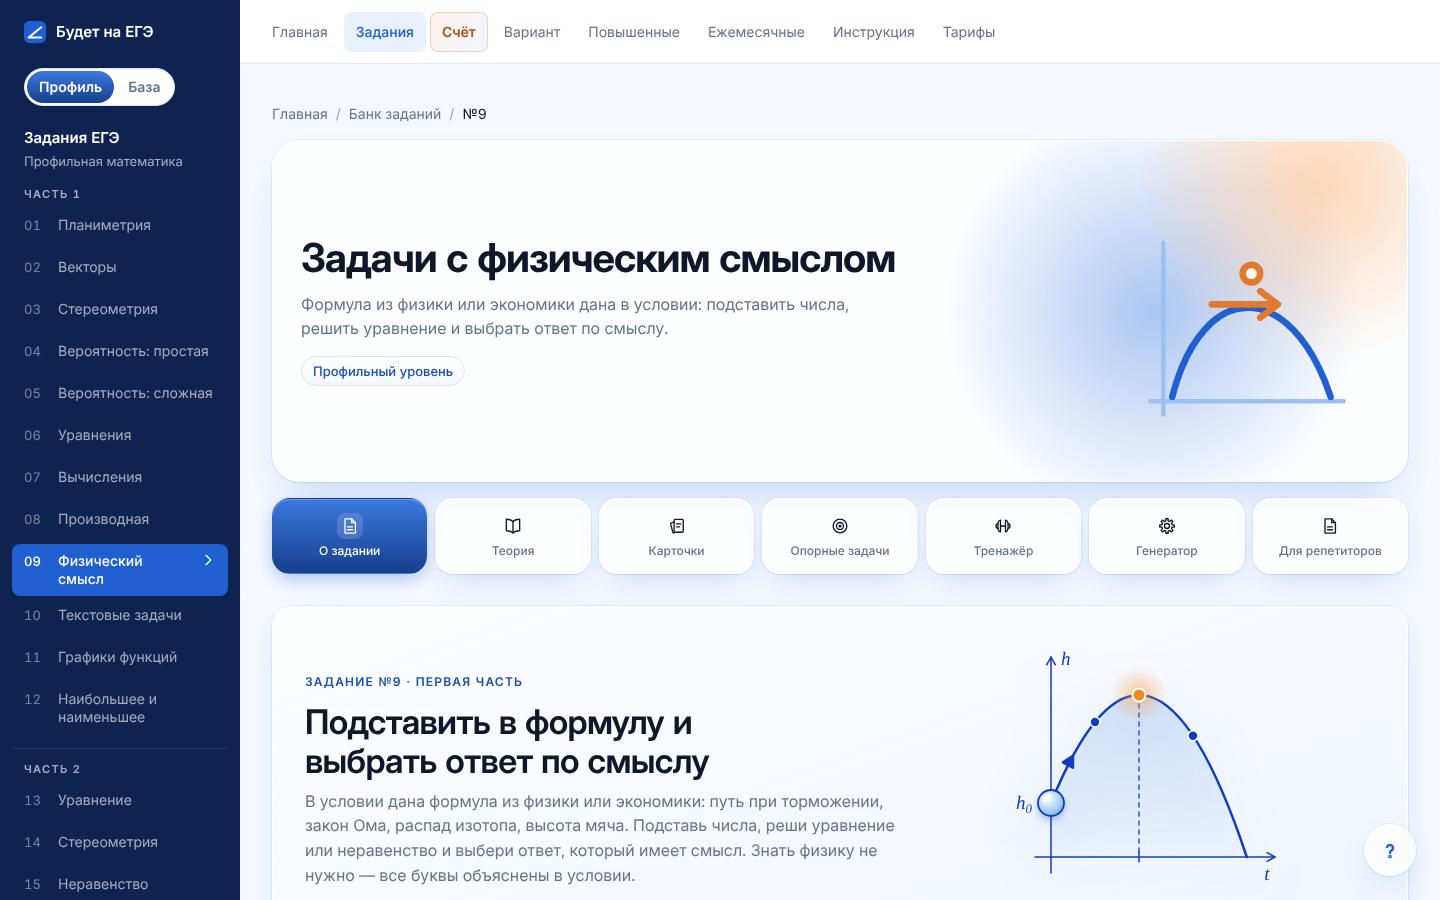 Будет на ЕГЭ
Главная
Задания
Счёт
Вариант
Повышенные
Ежемесячные
Инструкция
Тарифы
Профиль
База
Задания ЕГЭ
Профильная математика
ЧАСТЬ 1
01 Планиметрия
02 Векторы
03 Стереометрия
04 Вероятность: простая
05 Вероятность: сложная
06 Уравнения
07 Вычисления
08 Производная
09 Физический
смысл
10 Текстовые задачи
11 Графики функций
12 Наибольшее и
наименьшее
ЧАСТЬ 2
13 Уравнение
14 Стереометрия
15 Неравенство
Главная / Банк заданий / №9
Задачи с физическим смыслом
Формула из физики или экономики дана в условии: подставить числа,
решить уравнение и выбрать ответ по смыслу.
Профильный уровень
О задании
Теория
Карточки
Опорные задачи
Тренажёр
Генератор
Для репетиторов
ЗАДАНИЕ №9 · ПЕРВАЯ ЧАСТЬ
Подставить в формулу и
выбрать ответ по смыслу
В условии дана формула из физики или экономики: путь при торможении,
закон Ома, распад изотопа, высота мяча. Подставь числа, реши уравнение
или неравенство и выбери ответ, который имеет смысл. Знать физику не
нужно — все буквы объяснены в условии.
h
h0
t
?